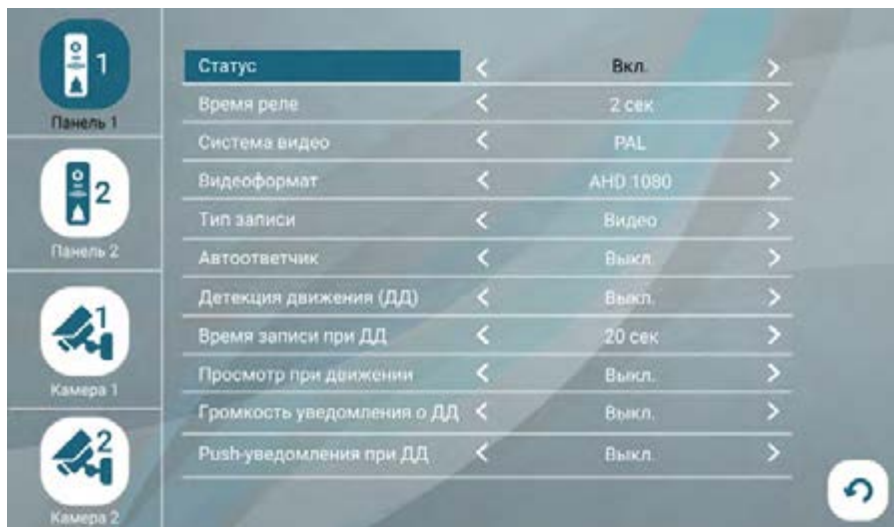 1
Панель 1
2
Панель 2
1
Камера 1
2
Камера 2
Статус < Вкл. >
Время реле < 2 сек >
Система видео < PAL >
Видеоформат < AHD 1080 >
Тип записи < Видео >
Автоответчик < Выкл. >
Детекция движения (ДД) < Выкл. >
Время записи при ДД < 20 сек >
Просмотр при движении < Выкл. >
Громкость уведомления о ДД < Выкл. >
Push-уведомления при ДД < Выкл. >